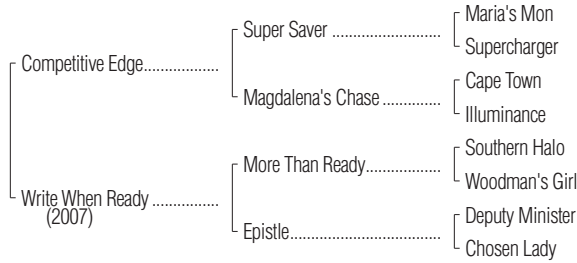 Maria's Mon
Super Saver ........................
Supercharger
Competitive Edge.................
Cape Town
Magdalena's Chase .............
Illuminance
Southern Halo
More Than Ready.................
Woodman's Girl
Write When Ready ...............
(2007)
Deputy Minister
Epistle..................................
Chosen Lady